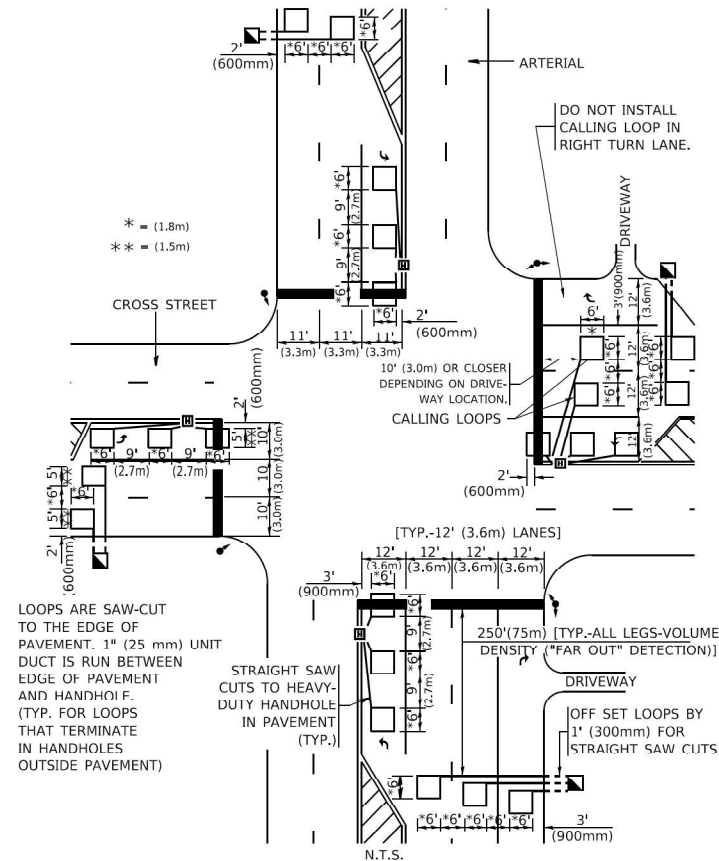 *6'
*6' *6' *6'
2'
(600mm)
ARTERIAL
DO NOT INSTALL
CALLING LOOP IN
RIGHT TURN LANE.
DRIVEWAY
* = (1.8m)
** = (1.5m)
*6'
9'
(2.7m)
*6'
9'
(2.7m)
*6'
H
*6'
2'
(600mm)
11' 11' 11'
(3.3m) (3.3m) (3.3m)
CROSS STREET
3'(900mm)
12'
(3.6m)
6'
*
*6'
*6'
12'
(3.6m)
*6'
*6'
12'
(3.6m)
12'
(3.6m)
10' (3.0m) OR CLOSER
DEPENDING ON DRIVE-
WAY LOCATION.
CALLING LOOPS
H
2'
(600mm)
2'
(600mm)
H
5'
**
10'
(3.0m)
10
(3.0m)
10'
(3.0m)
*6' 9' *6' 9' *6'
(2.7m) (2.7m)
5'
**
*6'
*6'
5'
**
2'
(600mm)
[TYP.-12' (3.6m) LANES]
12' 12' 12' 12'
(3.6m) (3.6m) (3.6m) (3.6m)
3'
(900mm)
*6'
*6'
9'
(2.7m)
*6'
9'
(2.7m)
*6'
H
250'(75m) [TYP.-ALL LEGS-VOLUME
DENSITY ("FAR OUT" DETECTION)]
LOOPS ARE SAW-CUT
TO THE EDGE OF
PAVEMENT. 1" (25 mm) UNIT
DUCT IS RUN BETWEEN
EDGE OF PAVEMENT
AND HANDHOLE.
(TYP. FOR LOOPS
THAT TERMINATE
IN HANDHOLES
OUTSIDE PAVEMENT)
STRAIGHT SAW
CUTS TO HEAVY-
DUTY HANDHOLE
IN PAVEMENT
(TYP.)
DRIVEWAY
OFF SET LOOPS BY
1' (300mm) FOR
STRAIGHT SAW CUTS
*6'
*6' *6' *6' *6' *6'
3'
(900mm)
N.T.S.